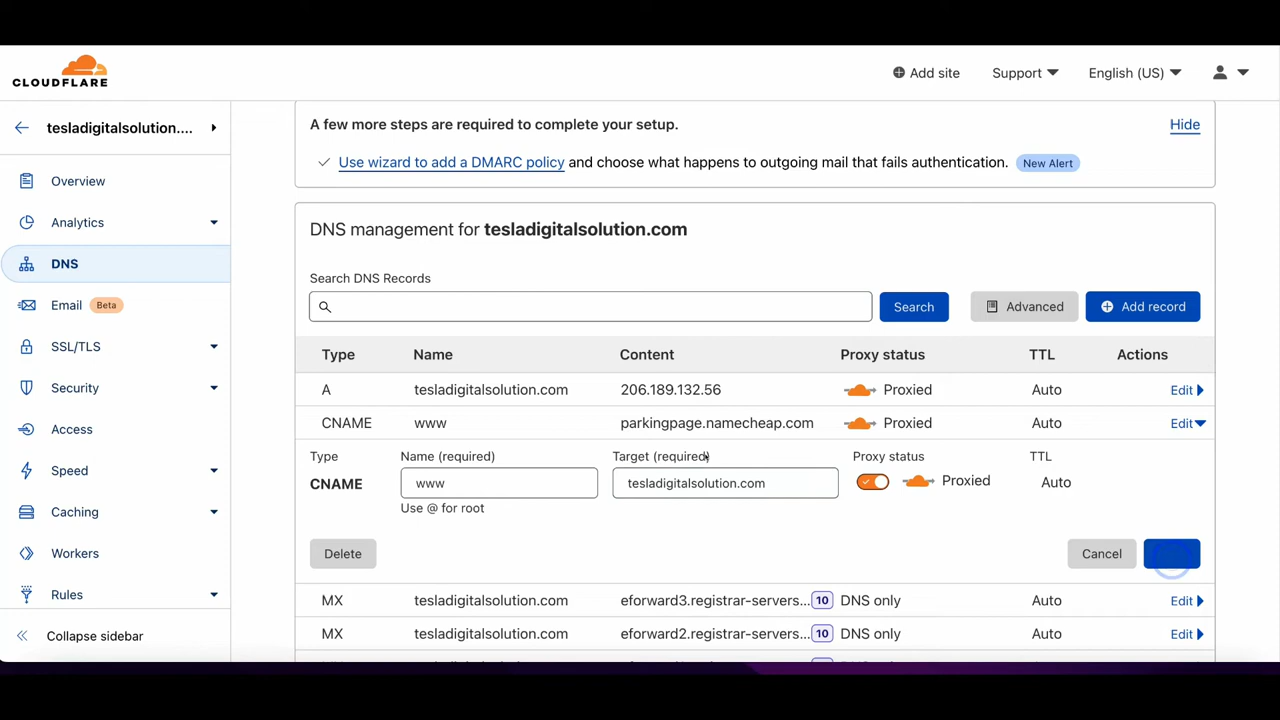 CLOUDFLARE
Add site
Support
English (US)
tesladigitalsolution....
Overview
Analytics
DNS
Email Beta
SSL/TLS
Security
Access
Speed
Caching
Workers
Rules
Collapse sidebar
A few more steps are required to complete your setup.
Hide
Use wizard to add a DMARC policy and choose what happens to outgoing mail that fails authentication. New Alert
DNS management for tesladigitalsolution.com
Search DNS Records
Search Advanced Add record
Type Name Content Proxy status TTL Actions
A tesladigitalsolution.com 206.189.132.56 Proxied Auto Edit
CNAME www parkingpage.namecheap.com Proxied Auto Edit
Type Name (required) Target (required) Proxy status TTL
CNAME www tesladigitalsolution.com Proxied Auto
Use @ for root
Delete Cancel
MX tesladigitalsolution.com eforward3.registrar-servers... 10 DNS only Auto Edit
MX tesladigitalsolution.com eforward2.registrar-servers... 10 DNS only Auto Edit